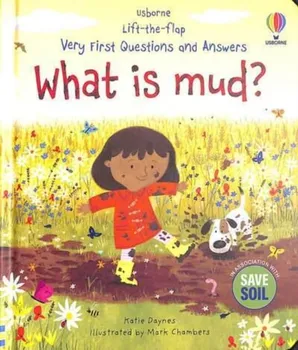 Usborne
Lift-the-flap
USBORNE
Very First Questions and Answers
What is mud?
IN ASSOCIATION WITH
SAVE
SOIL
Katie Daynes
Illustrated by Mark Chambers